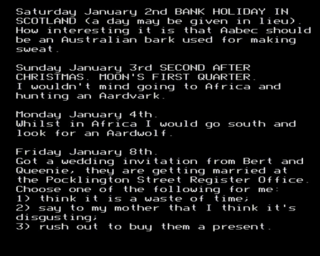 Saturday January 2nd BANK HOLIDAY IN
SCOTLAND (a day may be given in lieu).
How interesting it is that Aabec should
be an Australian bark used for making
sweat.
Sunday January 3rd SECOND AFTER
CHRISTMAS. MOON'S FIRST QUARTER.
I wouldn't mind going to Africa and
hunting an Aardvark.
Monday January 4th.
Whilst in Africa I would go south and
look for an Aardwolf.
Friday January 8th.
Got a wedding invitation from Bert and
Queenie, they are getting married at
the Pocklington Street Register Office.
Choose one of the following for me:
1) think it is a waste of time;
2) say to my mother that I think it's
disgusting;
3) rush out to buy them a present.